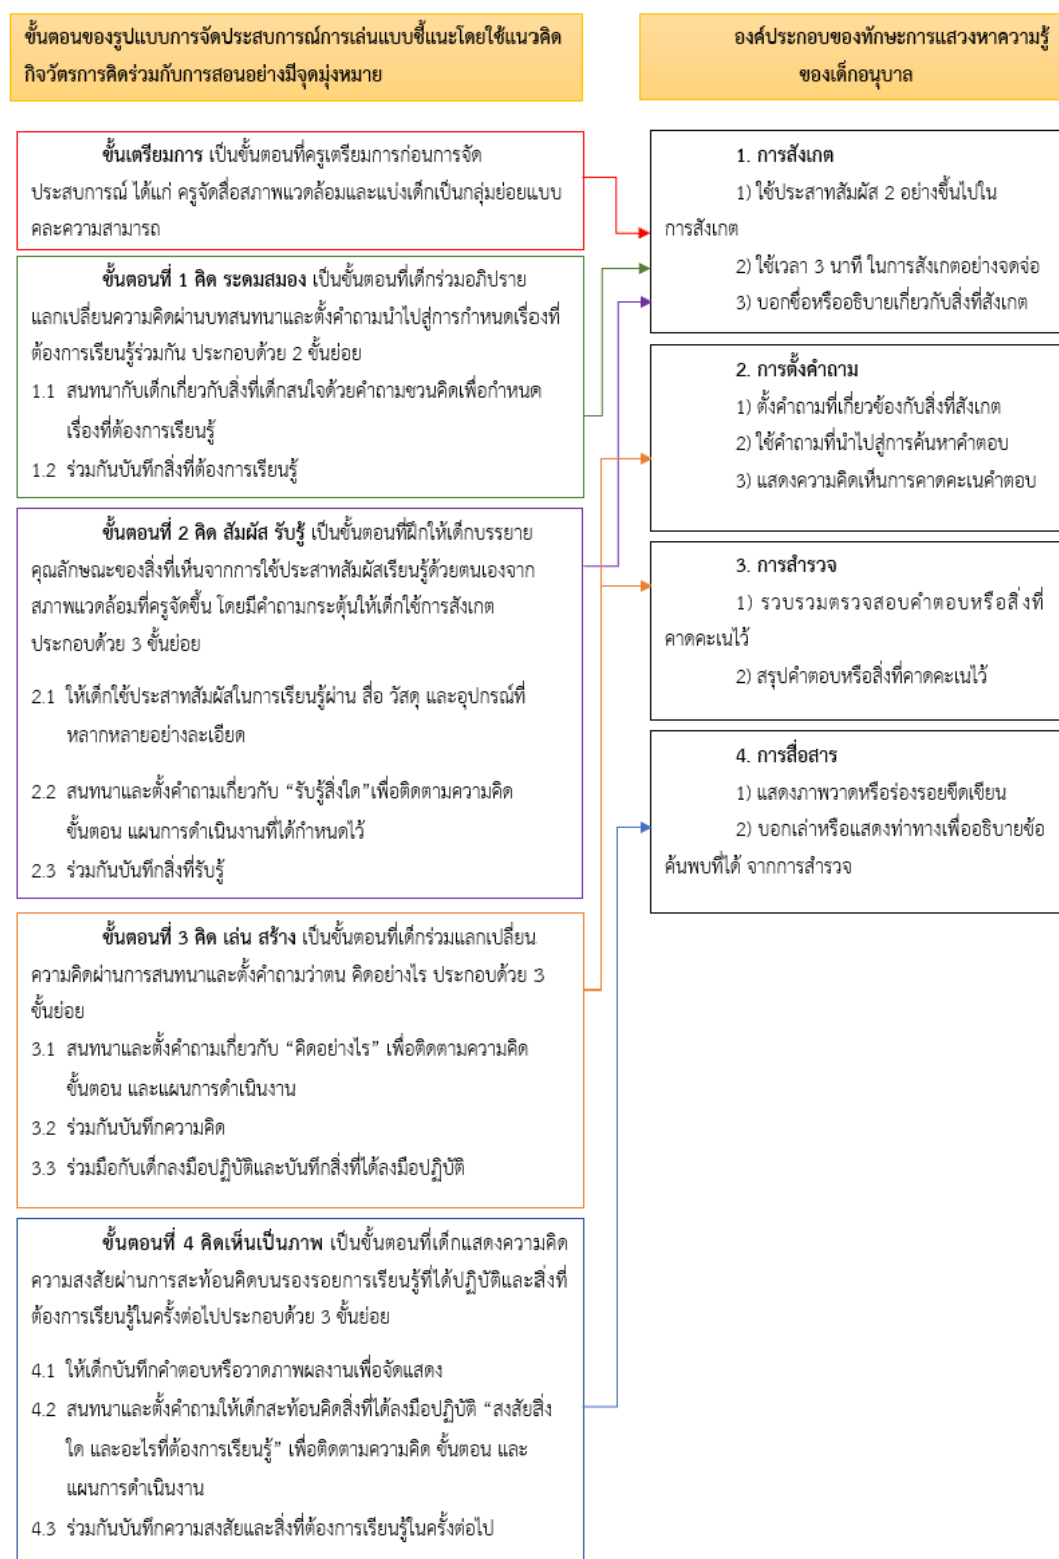 ขั้นตอนของรูปแบบการจัดประสบการณ์การเล่นแบบชี้แนะโดยใช้แนวคิด
กิจวัตรการคิดร่วมกับการสอนอย่างมีจุดมุ่งหมาย
ขั้นเตรียมการ เป็นขั้นตอนที่ครูเตรียมการก่อนการจัด
ประสบการณ์ ได้แก่ ครูจัดสื่อสภาพแวดล้อมและแบ่งเด็กเป็นกลุ่มย่อยแบบ
คละความสามารถ
ขั้นตอนที่ 1 คิด ระดมสมอง เป็นขั้นตอนที่เด็กร่วมอภิปราย
แลกเปลี่ยนความคิดผ่านบทสนทนาและตั้งคำถามนำไปสู่การกำหนดเรื่องที่
ต้องการเรียนรู้ร่วมกัน ประกอบด้วย 2 ขั้นย่อย
1.1 สนทนากับเด็กเกี่ยวกับสิ่งที่เด็กสนใจด้วยคำถามชวนคิดเพื่อกำหนด
เรื่องที่ต้องการเรียนรู้
1.2 ร่วมกันบันทึกสิ่งที่ต้องการเรียนรู้
ขั้นตอนที่ 2 คิด สัมผัส รับรู้ เป็นขั้นตอนที่ฝึกให้เด็กบรรยาย
คุณลักษณะของสิ่งที่เห็นจากการใช้ประสาทสัมผัสเรียนรู้ด้วยตนเองจาก
สภาพแวดล้อมที่ครูจัดขึ้น โดยมีคำถามกระตุ้นให้เด็กใช้การสังเกต
ประกอบด้วย 3 ขั้นย่อย
2.1 ให้เด็กใช้ประสาทสัมผัสในการเรียนรู้ผ่าน สื่อ วัสดุ และอุปกรณ์ที่
หลากหลายอย่างละเอียด
2.2 สนทนาและตั้งคำถามเกี่ยวกับ “รับรู้สิ่งใด”เพื่อติดตามความคิด
ขั้นตอน แผนการดำเนินงานที่ได้กำหนดไว้
2.3 ร่วมกันบันทึกสิ่งที่รับรู้
ขั้นตอนที่ 3 คิด เล่น สร้าง เป็นขั้นตอนที่เด็กร่วมแลกเปลี่ยน
ความคิดผ่านการสนทนาและตั้งคำถามว่าตน คิดอย่างไร ประกอบด้วย 3
ขั้นย่อย
3.1 สนทนาและตั้งคำถามเกี่ยวกับ “คิดอย่างไร” เพื่อติดตามความคิด
ขั้นตอน และแผนการดำเนินงาน
3.2 ร่วมกันบันทึกความคิด
3.3 ร่วมมือกับเด็กลงมือปฏิบัติและบันทึกสิ่งที่ได้ลงมือปฏิบัติ
ขั้นตอนที่ 4 คิดเห็นเป็นภาพ เป็นขั้นตอนที่เด็กแสดงความคิด
ความสงสัยผ่านการสะท้อนคิดบนรองรอยการเรียนรู้ที่ได้ปฏิบัติและสิ่งที่
ต้องการเรียนรู้ในครั้งต่อไปประกอบด้วย 3 ขั้นย่อย
4.1 ให้เด็กบันทึกคำตอบหรือวาดภาพผลงานเพื่อจัดแสดง
4.2 สนทนาและตั้งคำถามให้เด็กสะท้อนคิดสิ่งที่ได้ลงมือปฏิบัติ “สงสัยสิ่ง
ใด และอะไรที่ต้องการเรียนรู้” เพื่อติดตามความคิด ขั้นตอน และ
แผนการดำเนินงาน
4.3 ร่วมกันบันทึกความสงสัยและสิ่งที่ต้องการเรียนรู้ในครั้งต่อไป
องค์ประกอบของทักษะการแสวงหาความรู้
ของเด็กอนุบาล
1. การสังเกต
1) ใช้ประสาทสัมผัส 2 อย่างขึ้นไปใน
การสังเกต
2) ใช้เวลา 3 นาที ในการสังเกตอย่างจดจ่อ
3) บอกชื่อหรืออธิบายเกี่ยวกับสิ่งที่สังเกต
2. การตั้งคำถาม
1) ตั้งคำถามที่เกี่ยวข้องกับสิ่งที่สังเกต
2) ใช้คำถามที่นำไปสู่การค้นหาคำตอบ
3) แสดงความคิดเห็นการคาดคะเนคำตอบ
3. การสำรวจ
1) รวบรวมตรวจสอบคำตอบหรือสิ่งที่
คาดคะเนไว้
2) สรุปคำตอบหรือสิ่งที่คาดคะเนไว้
4. การสื่อสาร
1) แสดงภาพวาดหรือร่องรอยขีดเขียน
2) บอกเล่าหรือแสดงท่าทางเพื่ออธิบายข้อ
ค้นพบที่ได้ จากการสำรวจ